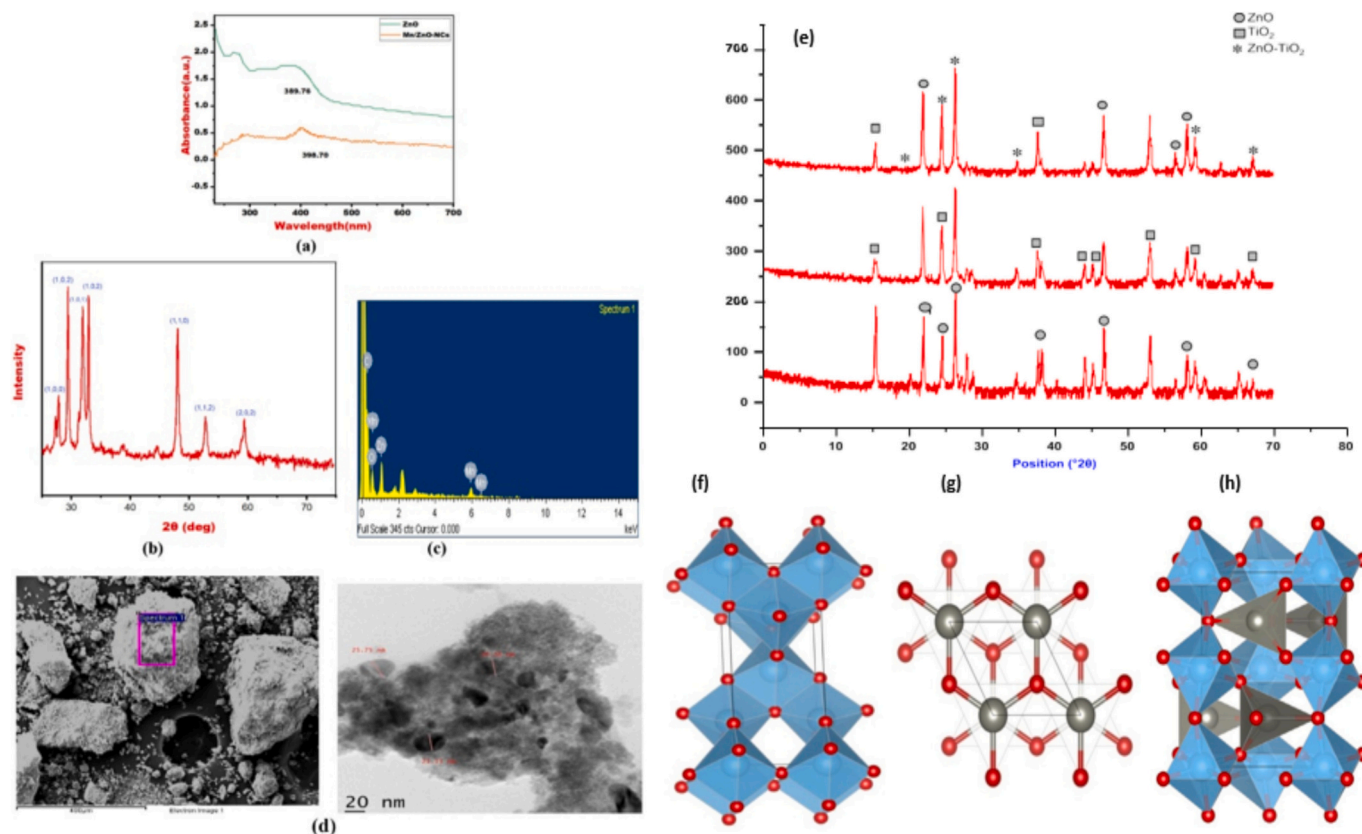 2.5
2.0
1.5
1.0
0.5
0.0
-0.5
Absorbance(a.u.)
ZnO
Mn/ZnO-NCs
389.76
398.70
300 400 500 600 700
Wavelength(nm)
(a)
Intensity
(1,0,0)
(1,0,2)
(1,0,1)
(1,0,2)
(1,1,0)
(1,1,2)
(2,0,2)
30 40 50 60 70
2θ (deg)
(b)
Spectrum 1
0 2 4 6 8 10 12 14
Full Scale 345 cts Cursor: 0.000 keV
(c)
Spectrum 1
Electron Image 1
20 nm
(d)
(e)
ZnO
TiO2
ZnO-TiO2
700
600
500
400
300
200
100
0
0 10 20 30 40 50 60 70 80
Position (°2θ)
(f) (g) (h)